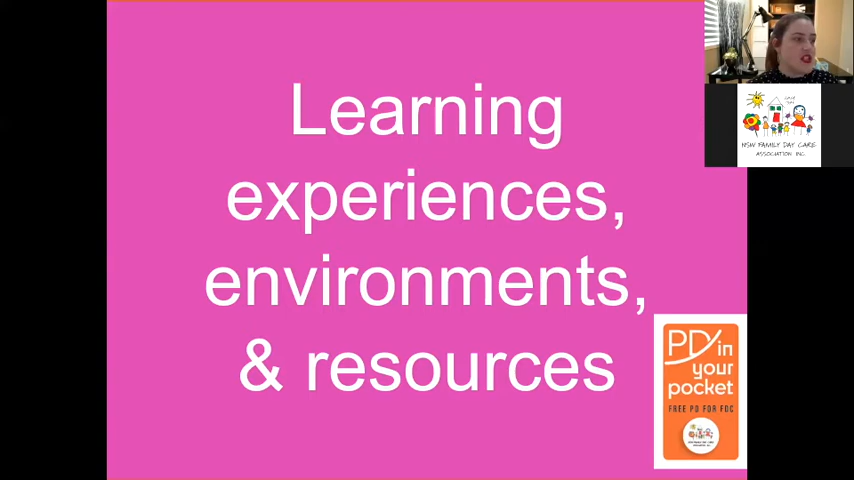 Learning
experiences,
environments,
& resources
NSW FAMILY DAY CARE
ASSOCIATION INC.
PD in
your
pocket
FREE PD FOR FDC